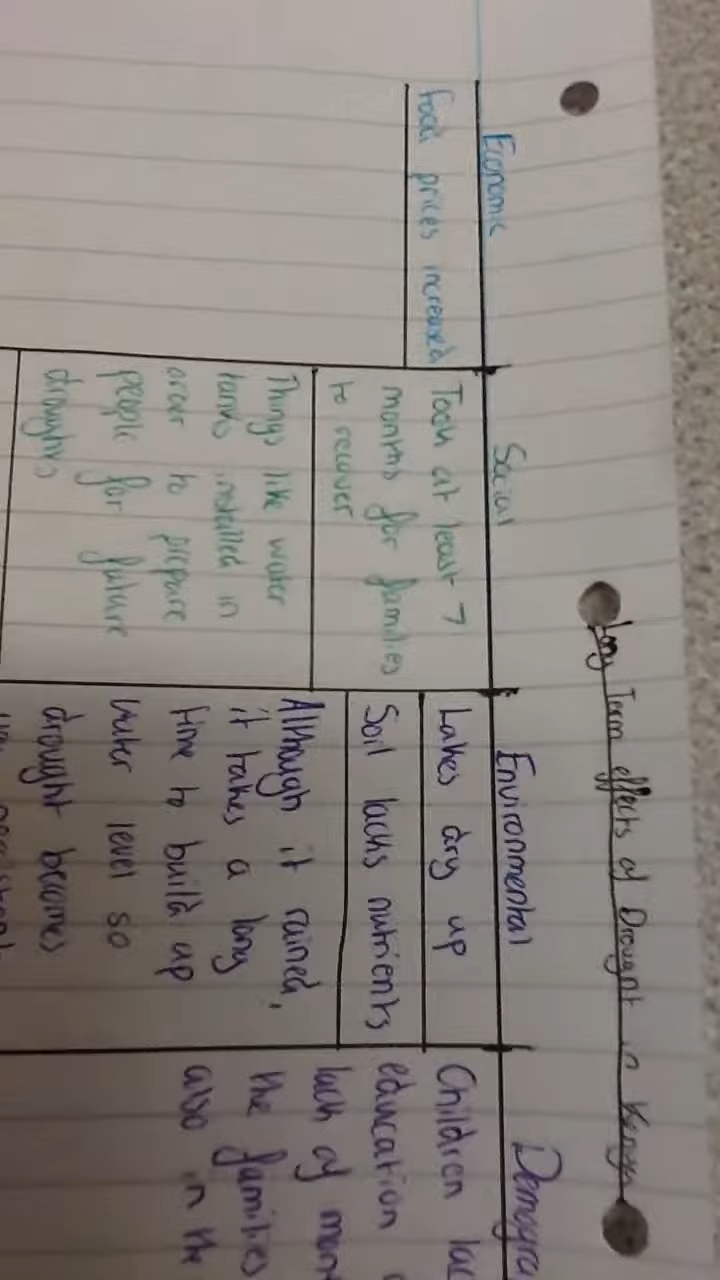 Long Term effects of Drought in Kenya
Economic
Food prices increased
Social
Took at least 7
months for families
to recover
Things like water
tanks installed in
order to prepare
people for future
droughts
Environmental
Lakes dry up
Soil lacks nutrients
Although it rained,
it takes a long
time to build up
water level so
drought becomes
Demogra
Children lac
education
lack of mon
the families
also in the